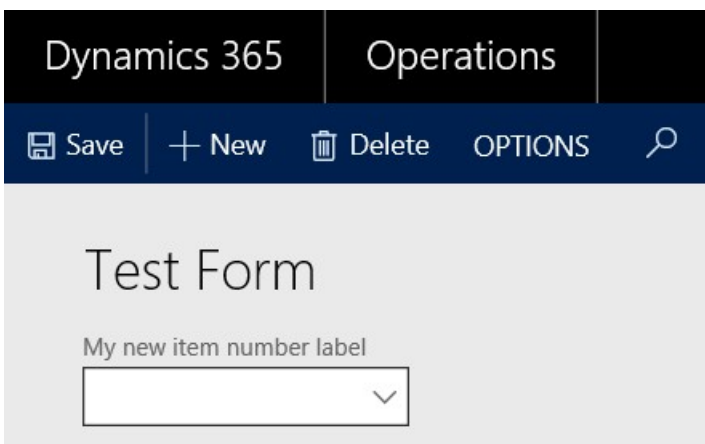 Dynamics 365 Operations
Save New Delete OPTIONS
Test Form
My new item number label